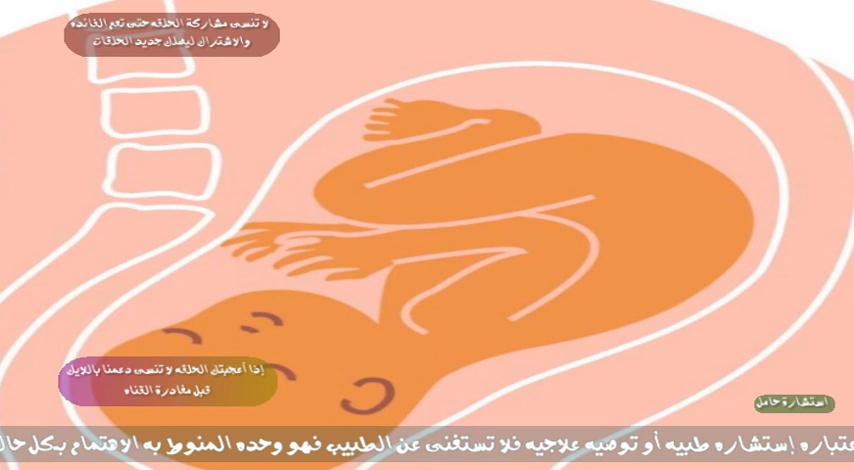 لا تنسى مشاركة الحلقه حتى تعم الفائده
والاشتراك ليصلك جديد الحلقات
إذا أعجبتك الحلقه لا تنسى دعمنا باللايك
قبل مغادرة القناه
استشارة حامل
عتباره إستشاره طبيه أو توصيه علاجيه فلا تستغنى عن الطبيب فهو وحده المنوط به الاهتمام بكل حال